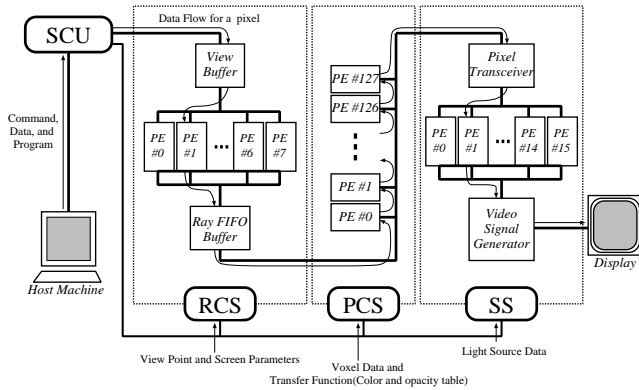 SCU
Data Flow for a pixel
View
Buffer
PE
#0
PE
#1
PE
#6
PE
#7
Ray FIFO
Buffer
Command,
Data, and
Program
Host Machine
PE #127
PE #126
PE #1
PE #0
Pixel
Transceiver
PE
#0
PE
#1
PE
#14
PE
#15
Video
Signal
Generator
Display
RCS
PCS
SS
View Point and Screen Parameters
Voxel Data and
Transfer Function(Color and opacity table)
Light Source Data